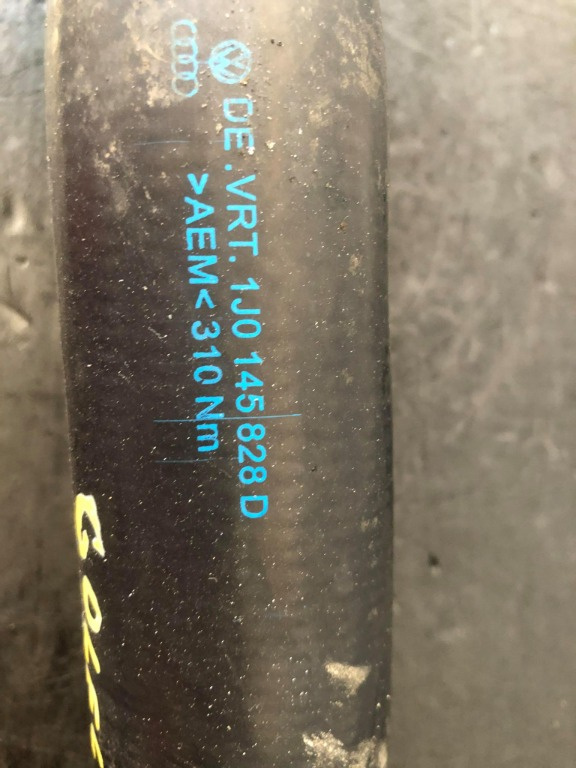 DE .VRT. 1J0 145 828 D
>AEM< 310 Nm